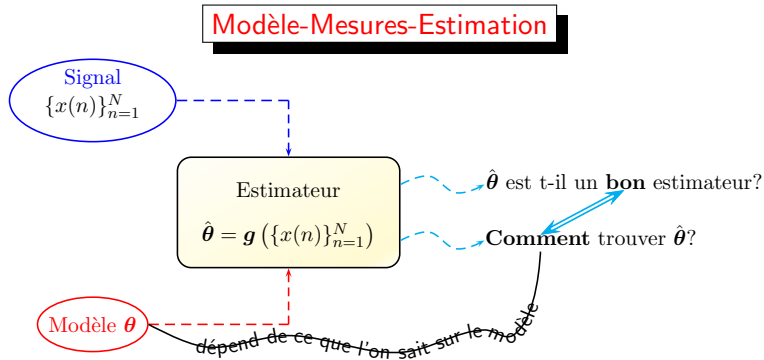 Modèle-Mesures-Estimation
Signal
{x(n)}_{n=1}^{N}
Estimateur
θ̂ = g ({x(n)}_{n=1}^{N})
θ̂ est t-il un bon estimateur?
Comment trouver θ̂?
Modèle θ
dépend de ce que l'on sait sur le modèle